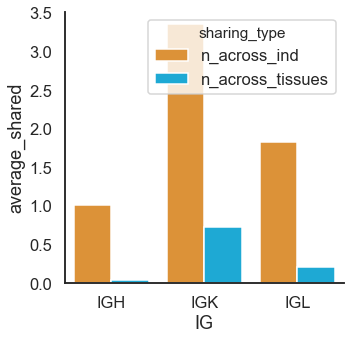 3.5
3.0
2.5
2.0
1.5
1.0
0.5
0.0
average_shared
sharing_type
n_across_ind
n_across_tissues
IGH IGK IGL
IG